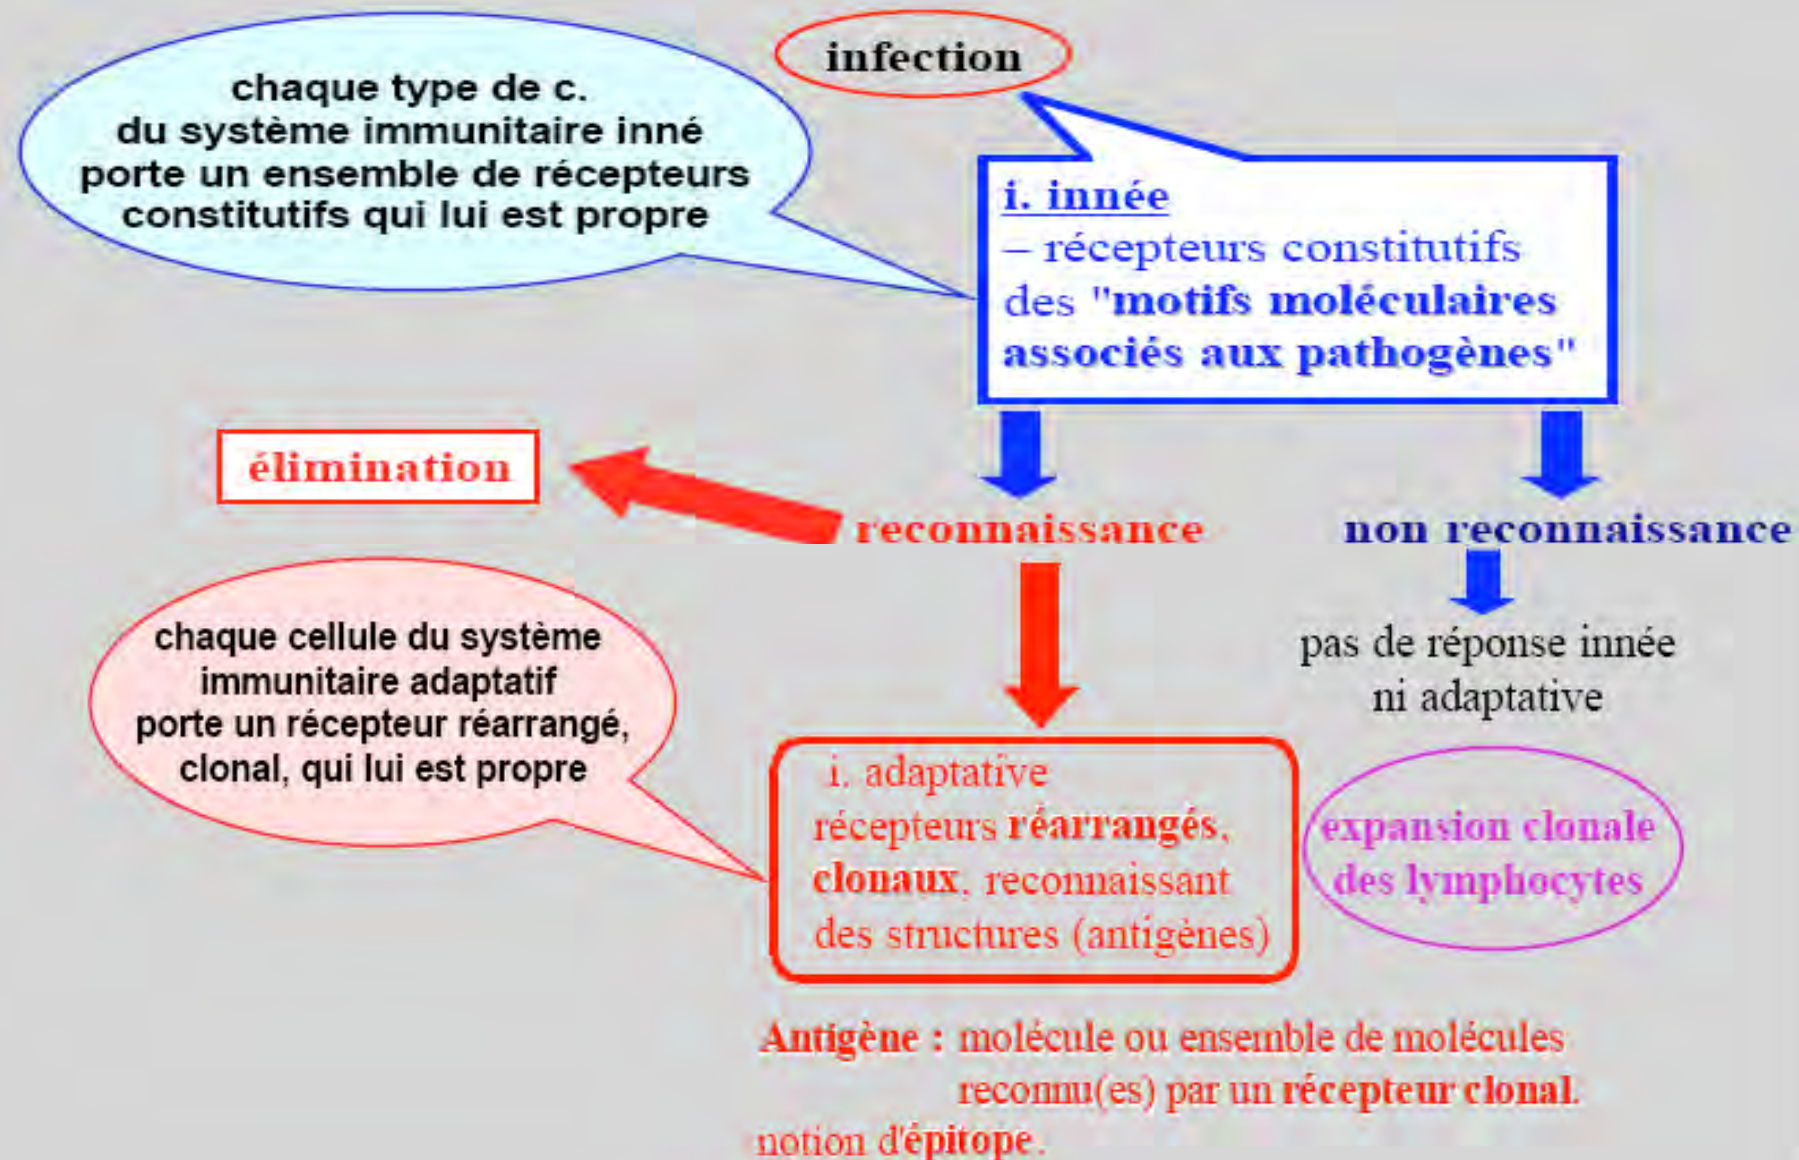 infection
chaque type de c.
du système immunitaire inné
porte un ensemble de récepteurs
constitutifs qui lui est propre
i. innée
– récepteurs constitutifs
des "motifs moléculaires
associés aux pathogènes"
élimination
reconnaissance
non reconnaissance
chaque cellule du système
immunitaire adaptatif
porte un récepteur réarrangé,
clonal, qui lui est propre
pas de réponse innée
ni adaptative
i. adaptative
récepteurs réarrangés,
clonaux, reconnaissant
des structures (antigènes)
expansion clonale
des lymphocytes
Antigène : molécule ou ensemble de molécules
reconnu(es) par un récepteur clonal.
notion d'épitope.